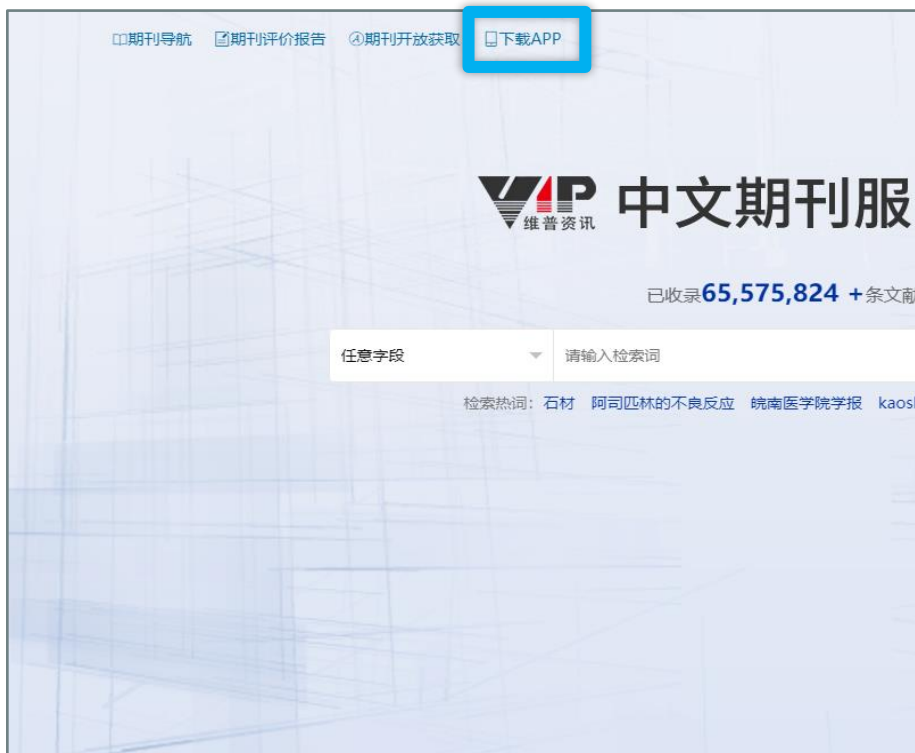 期刊导航 期刊评价报告 期刊开放获取 下载APP
VIP 中文期刊服
维普资讯
已收录65,575,824 +条文献
任意字段 请输入检索词
检索热词: 石材 阿司匹林的不良反应 皖南医学院学报 kaosh